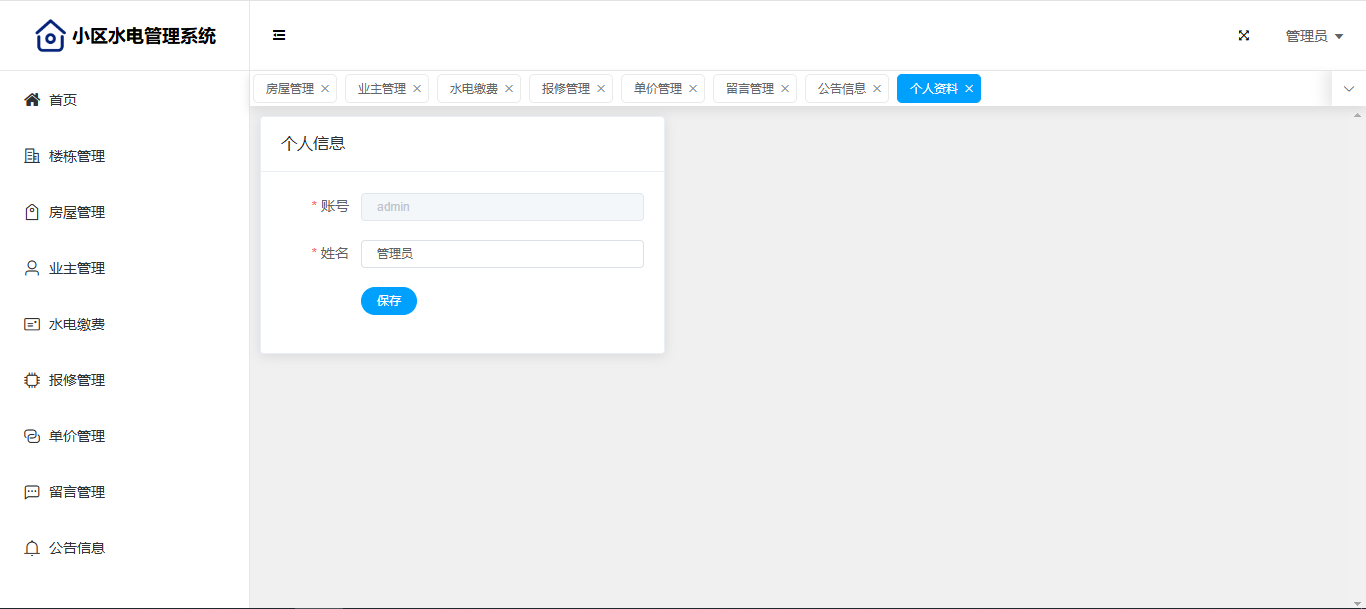 小区水电管理系统
管理员
房屋管理 业主管理 水电缴费 报修管理 单价管理 留言管理 公告信息 个人资料
首页
楼栋管理
房屋管理
业主管理
水电缴费
报修管理
单价管理
留言管理
公告信息
个人信息
* 账号 admin
* 姓名 管理员
保存